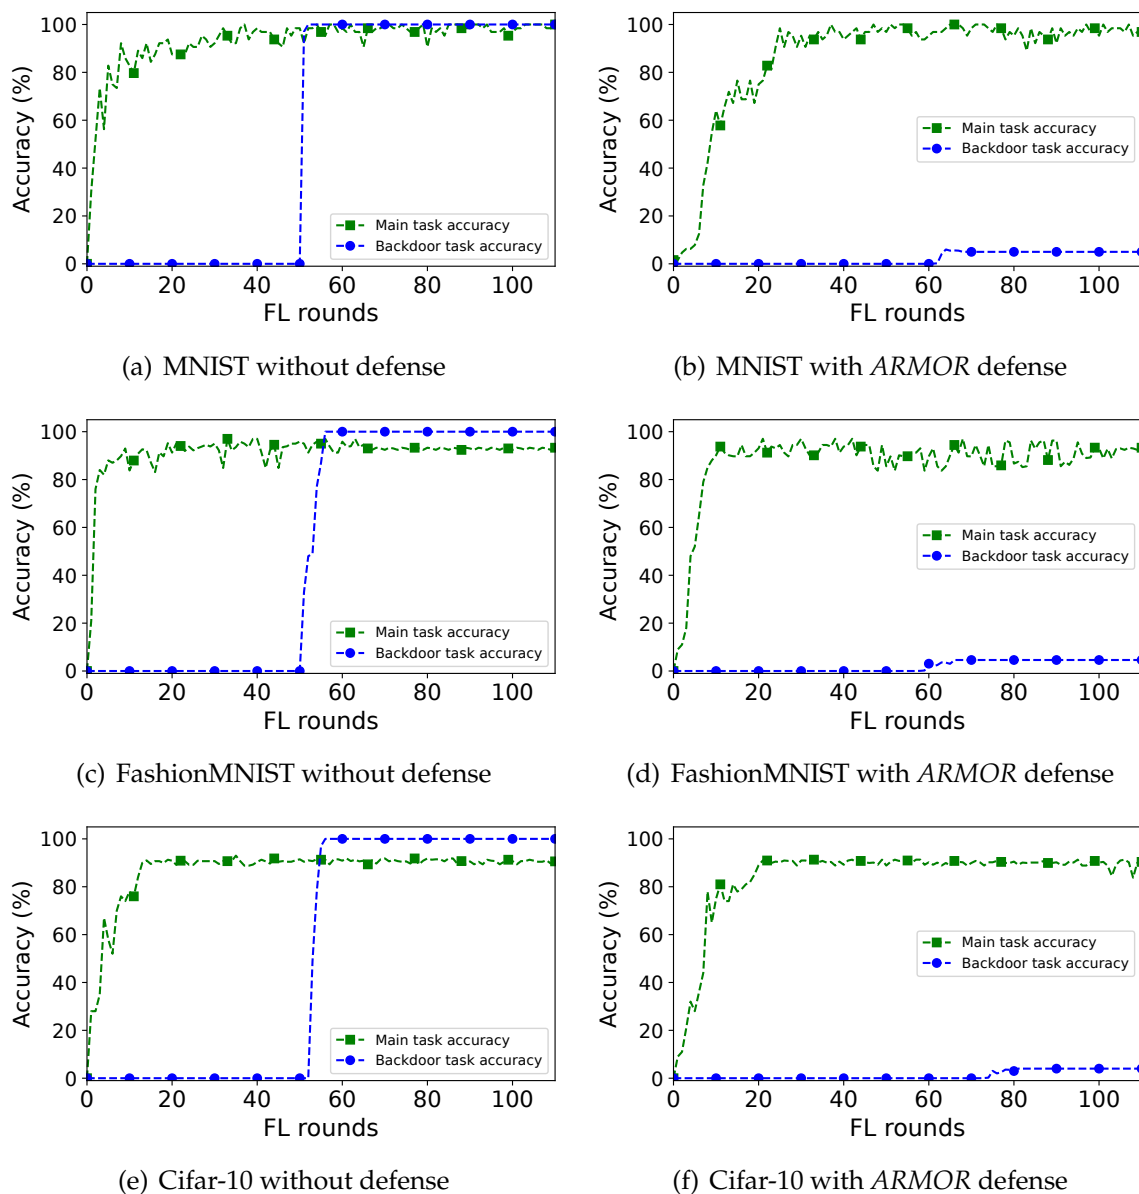 100
80
60
40
20
0
Accuracy (%)
Main task accuracy
Backdoor task accuracy
0 20 40 60 80 100
FL rounds
(a) MNIST without defense
100
80
60
40
20
0
Accuracy (%)
Main task accuracy
Backdoor task accuracy
0 20 40 60 80 100
FL rounds
(b) MNIST with ARMOR defense
100
80
60
40
20
0
Accuracy (%)
Main task accuracy
Backdoor task accuracy
0 20 40 60 80 100
FL rounds
(c) FashionMNIST without defense
100
80
60
40
20
0
Accuracy (%)
Main task accuracy
Backdoor task accuracy
0 20 40 60 80 100
FL rounds
(d) FashionMNIST with ARMOR defense
100
80
60
40
20
0
Accuracy (%)
Main task accuracy
Backdoor task accuracy
0 20 40 60 80 100
FL rounds
(e) Cifar-10 without defense
100
80
60
40
20
0
Accuracy (%)
Main task accuracy
Backdoor task accuracy
0 20 40 60 80 100
FL rounds
(f) Cifar-10 with ARMOR defense